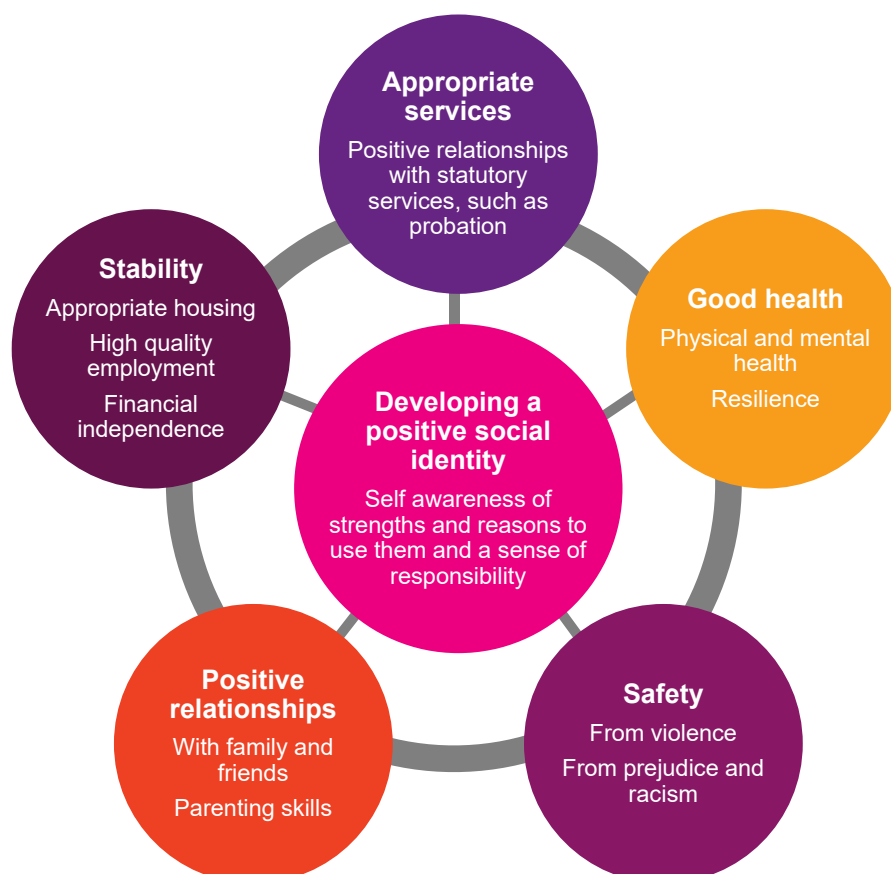 Appropriate
services
Positive relationships
with statutory
services, such as
probation
Stability
Appropriate housing
High quality
employment
Financial
independence
Good health
Physical and mental
health
Resilience
Developing a
positive social
identity
Self awareness of
strengths and reasons to
use them and a sense of
responsibility
Positive
relationships
With family and
friends
Parenting skills
Safety
From violence
From prejudice and
racism